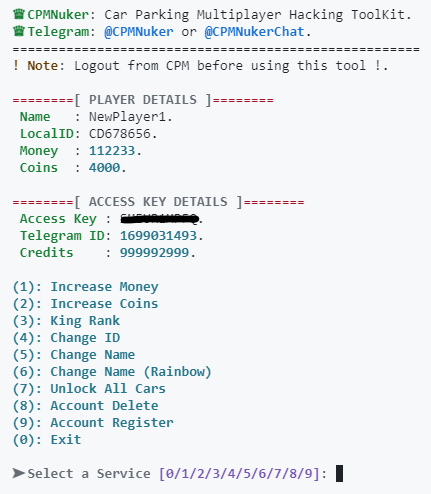 ♛CPMNuker: Car Parking Multiplayer Hacking ToolKit.
♛Telegram: @CPMNuker or @CPMNukerChat.
==================================================
! Note: Logout from CPM before using this tool !.
========[ PLAYER DETAILS ]========
Name   : NewPlayer1.
LocalID: CD678656.
Money  : 112233.
Coins  : 4000.
========[ ACCESS KEY DETAILS ]========
Access Key : .
Telegram ID: 1699031493.
Credits    : 999992999.
(1): Increase Money
(2): Increase Coins
(3): King Rank
(4): Change ID
(5): Change Name
(6): Change Name (Rainbow)
(7): Unlock All Cars
(8): Account Delete
(9): Account Register
(0): Exit
➤Select a Service [0/1/2/3/4/5/6/7/8/9]: